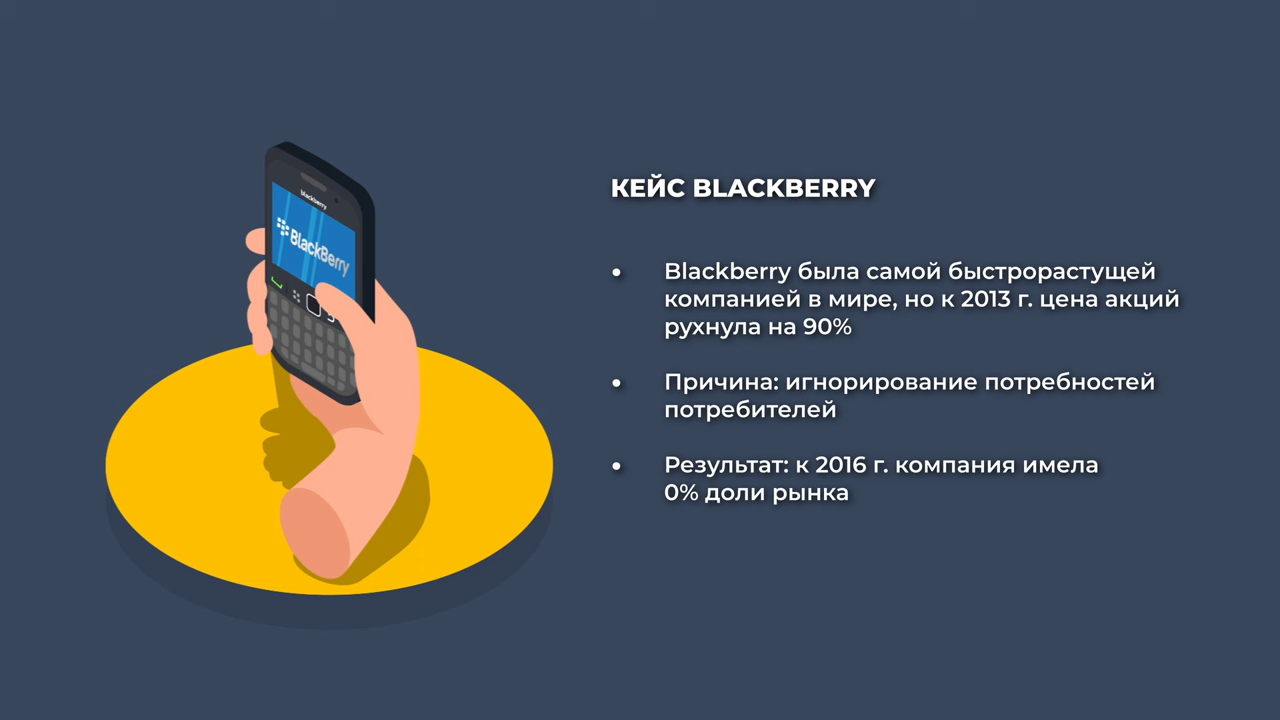 blackberry
BlackBerry
КЕЙС BLACKBERRY
• Blackberry была самой быстрорастущей
компанией в мире, но к 2013 г. цена акций
рухнула на 90%
• Причина: игнорирование потребностей
потребителей
• Результат: к 2016 г. компания имела
0% доли рынка